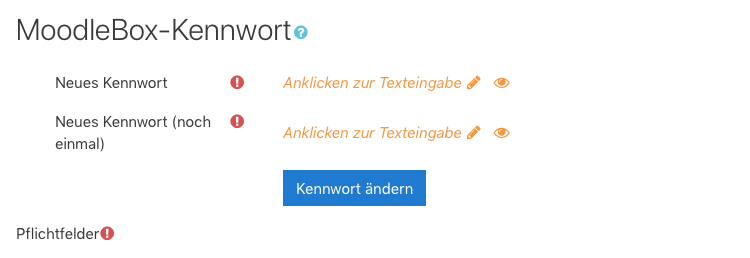 MoodleBox-Kennwort
Neues Kennwort Anklicken zur Texteingabe
Neues Kennwort (noch
einmal) Anklicken zur Texteingabe
Kennwort ändern
Pflichtfelder